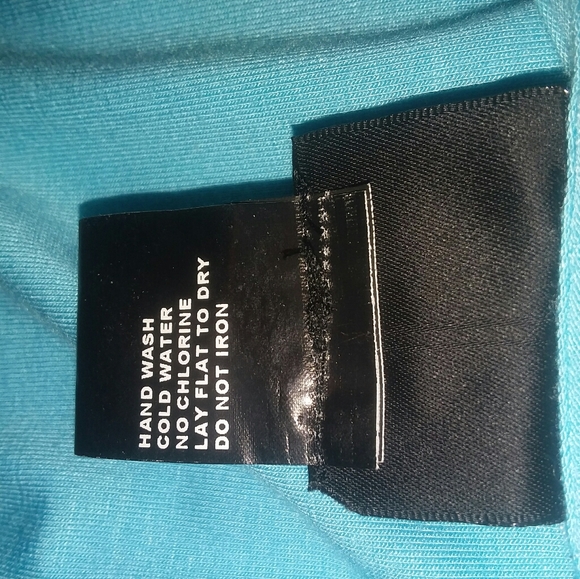 HAND WASH
COLD WATER
NO CHLORINE
LAY FLAT TO DRY
DO NOT IRON